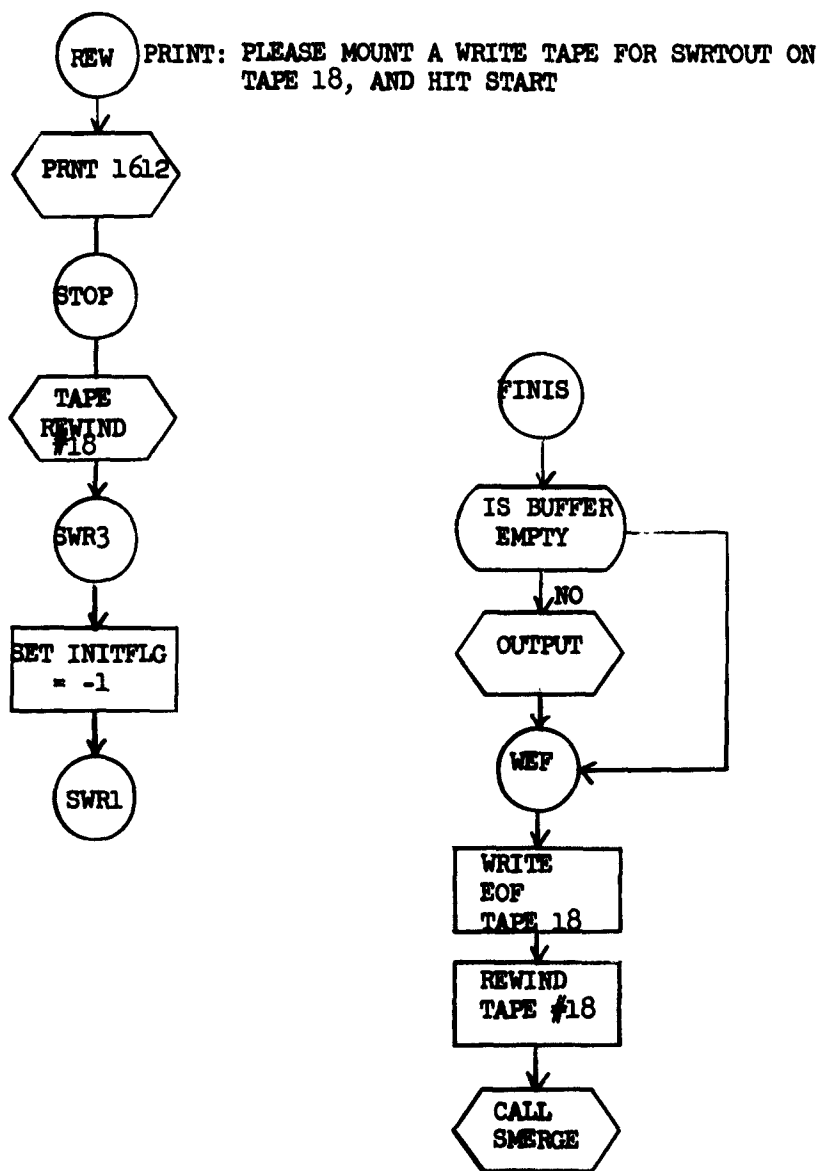 REW
PRINT: PLEASE MOUNT A WRITE TAPE FOR SWRTOUT ON
TAPE 18, AND HIT START
PRNT 1612
STOP
TAPE
REWIND
#18
SWR3
SET INITFLG
= -1
SWR1
FINIS
IS BUFFER
EMPTY
NO
OUTPUT
WEF
WRITE
EOF
TAPE 18
REWIND
TAPE #18
CALL
SMERGE